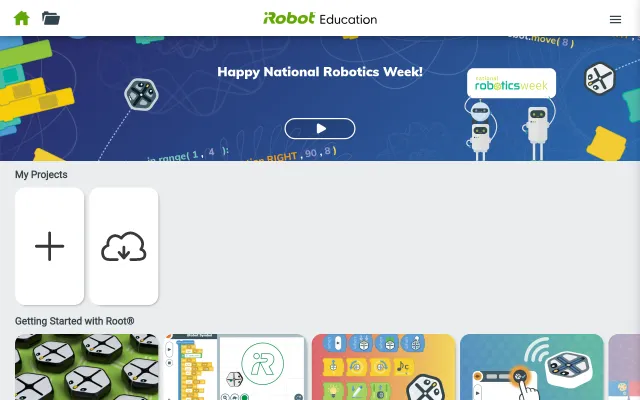 iRobot Education
.move( 8 )
Happy National Robotics Week!
national
roboticsweek
in range( 1 , 4 ):
RIGHT , 90 , 8 )
My Projects
Getting Started with Root®
iR